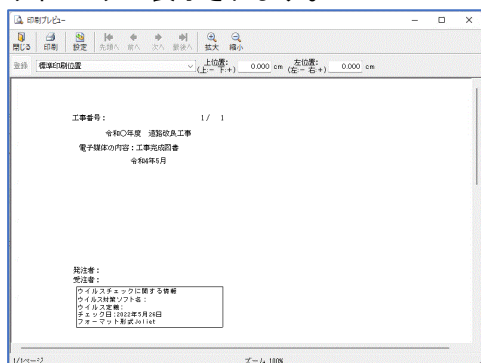 印刷プレビュー
閉じる 印刷 設定 先頭へ 前へ 次へ 最後へ 拡大 縮小
登録 標準印刷位置 上位置: (上:－ 下:+) 0.000 cm 左位置: (左:－ 右:+) 0.000 cm
工事番号： 1/ 1
令和〇年度 道路改良工事
電子媒体の内容：工事完成図書
令和4年5月
発注者：
受注者：
ウイルスチェックに関する情報
ウイルス対策ソフト名：
ウイルス定義：
チェック日：2022年5月26日
フォーマット形式Joliet
1/1ページ ズーム 100%